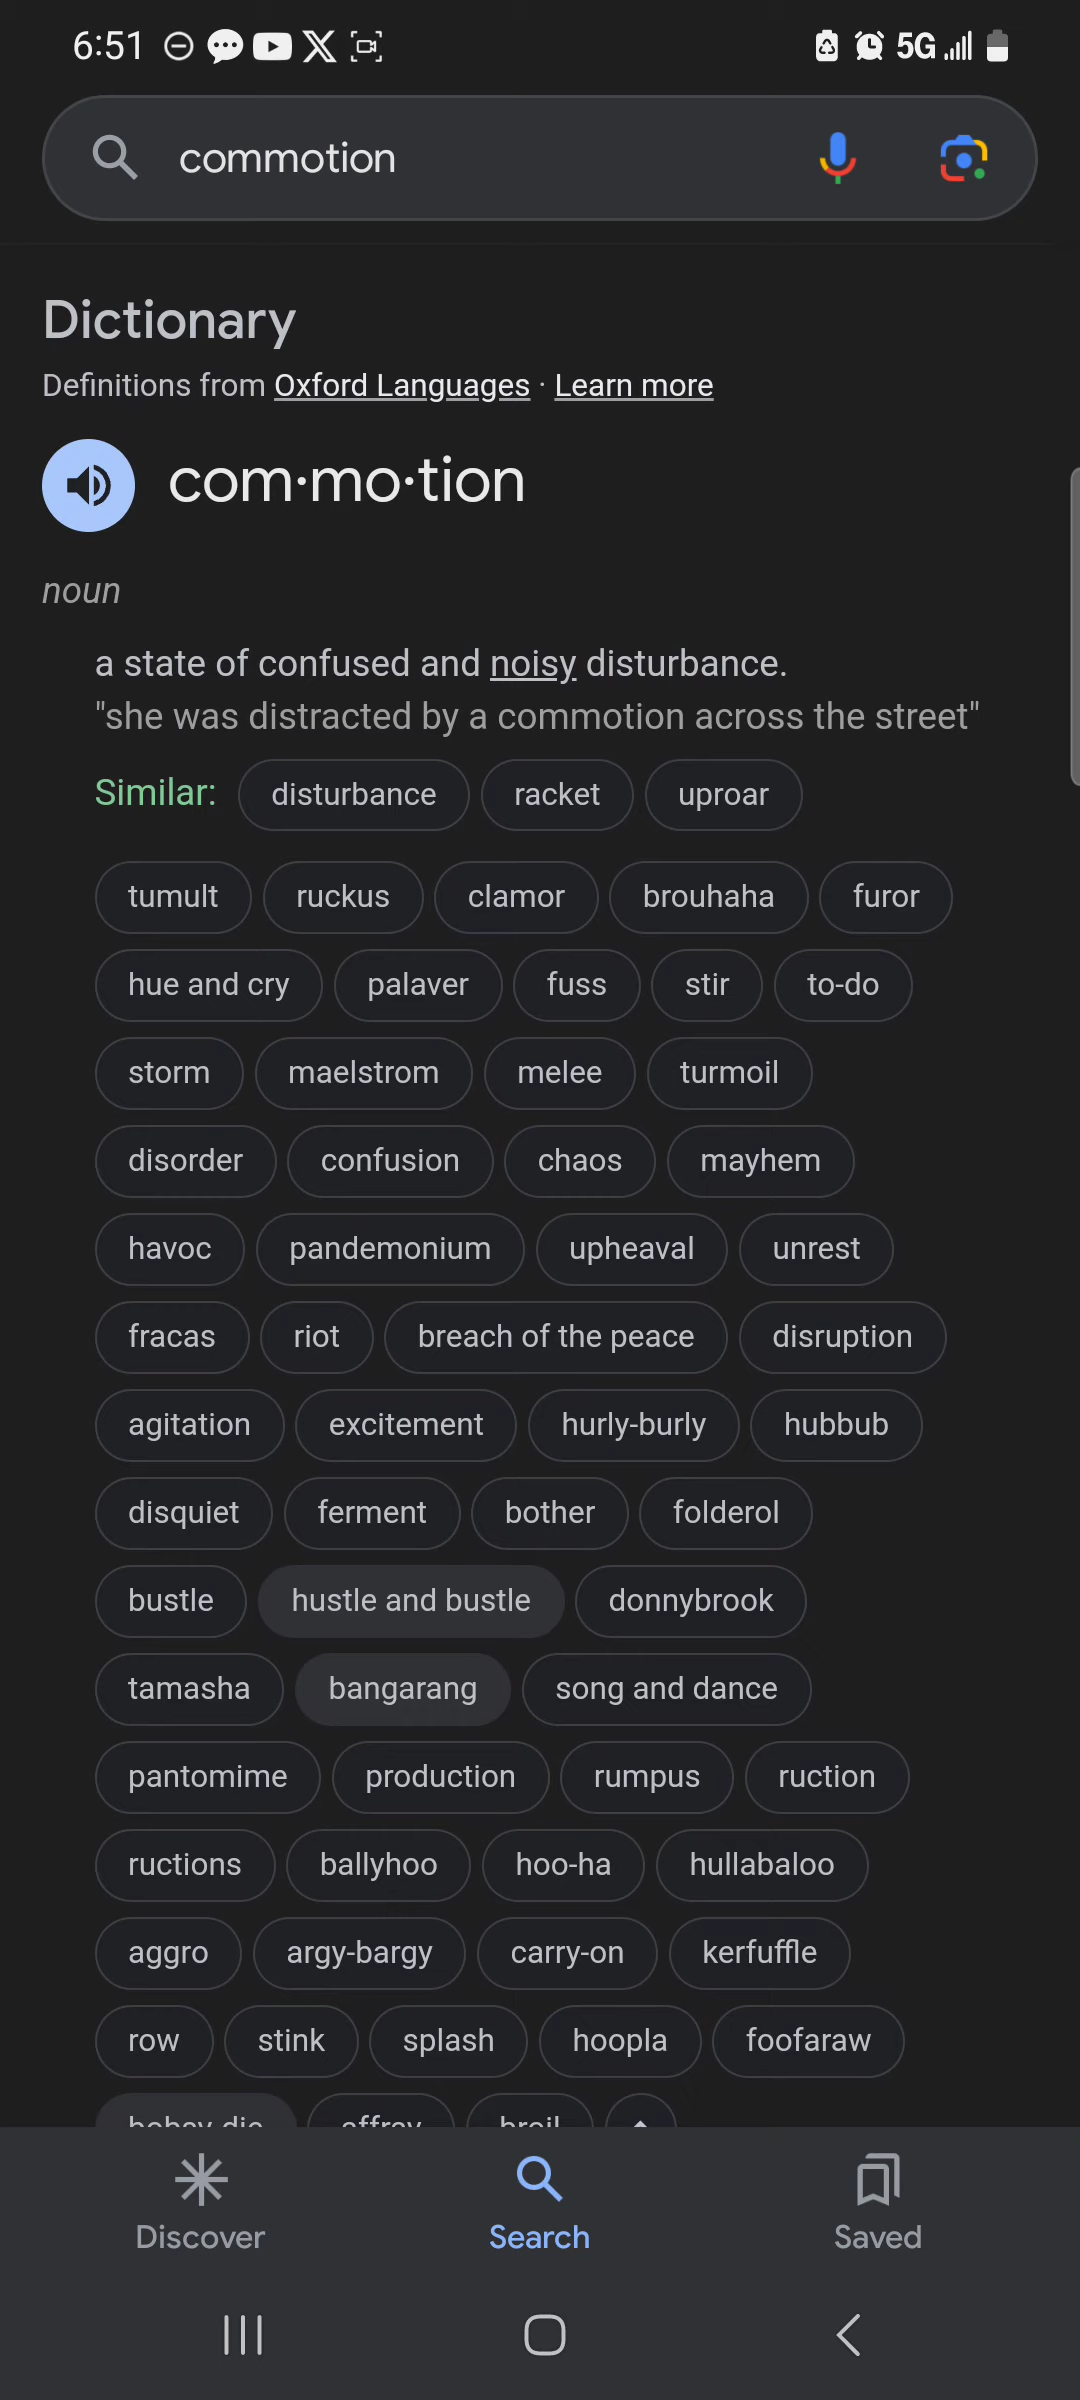 6:51 5G
commotion
Dictionary
Definitions from Oxford Languages · Learn more
com·mo·tion
noun
a state of confused and noisy disturbance.
"she was distracted by a commotion across the street"
Similar: disturbance racket uproar
tumult ruckus clamor brouhaha furor
hue and cry palaver fuss stir to-do
storm maelstrom melee turmoil
disorder confusion chaos mayhem
havoc pandemonium upheaval unrest
fracas riot breach of the peace disruption
agitation excitement hurly-burly hubbub
disquiet ferment bother folderol
bustle hustle and bustle donnybrook
tamasha bangarang song and dance
pantomime production rumpus ruction
ructions ballyhoo hoo-ha hullabaloo
aggro argy-bargy carry-on kerfuffle
row stink splash hoopla foofaraw
bobsy-die affray broil
Discover Search Saved